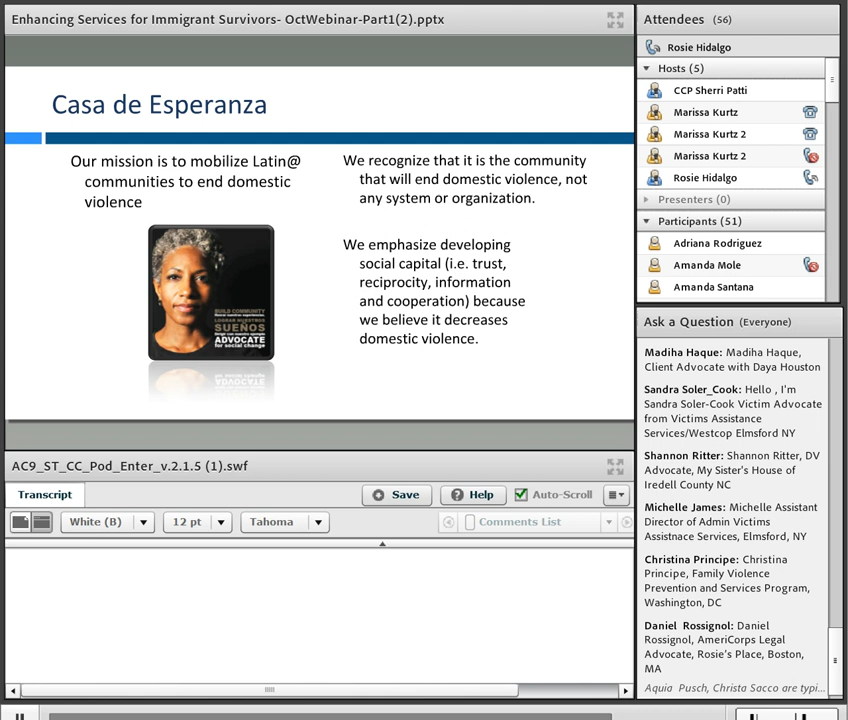 Enhancing Services for Immigrant Survivors- OctWebinar-Part1(2).pptx
Casa de Esperanza
Our mission is to mobilize Latin@
communities to end domestic
violence
BUILD COMMUNITY
SUEÑOS
ADVOCATE
for social change
We recognize that it is the community
that will end domestic violence, not
any system or organization.
We emphasize developing
social capital (i.e. trust,
reciprocity, information
and cooperation) because
we believe it decreases
domestic violence.
AC9_ST_CC_Pod_Enter_v.2.1.5 (1).swf
Transcript
Save
Help
Auto-Scroll
White (B)
12 pt
Tahoma
Comments List
Attendees (56)
Rosie Hidalgo
Hosts (5)
CCP Sherri Patti
Marissa Kurtz
Marissa Kurtz 2
Marissa Kurtz 2
Rosie Hidalgo
Presenters (0)
Participants (51)
Adriana Rodriguez
Amanda Mole
Amanda Santana
Ask a Question (Everyone)
Madiha Haque: Madiha Haque,
Client Advocate with Daya Houston
Sandra Soler_Cook: Hello , I'm
Sandra Soler-Cook Victim Advocate
from Victims Assistance
Services/Westcop Elmsford NY
Shannon Ritter: Shannon Ritter, DV
Advocate, My Sister's House of
Iredell County NC
Michelle James: Michelle Assistant
Director of Admin Victims
Assistnace Services, Elmsford, NY
Christina Principe: Christina
Principe, Family Violence
Prevention and Services Program,
Washington, DC
Daniel Rossignol: Daniel
Rossignol, AmeriCorps Legal
Advocate, Rosie's Place, Boston,
MA
Aquia Pusch, Christa Sacco are typi...